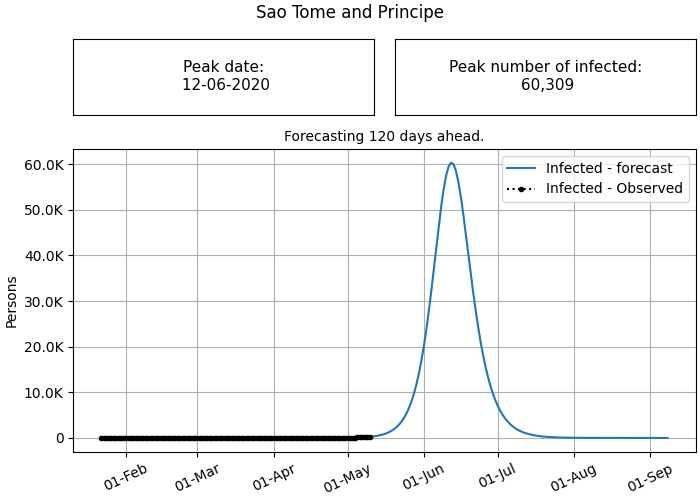 Sao Tome and Principe
Peak date:
12-06-2020
Peak number of infected:
60,309
Forecasting 120 days ahead.
Infected - forecast
Infected - Observed
Persons
60.0K
50.0K
40.0K
30.0K
20.0K
10.0K
0
01-Feb
01-Mar
01-Apr
01-May
01-Jun
01-Jul
01-Aug
01-Sep